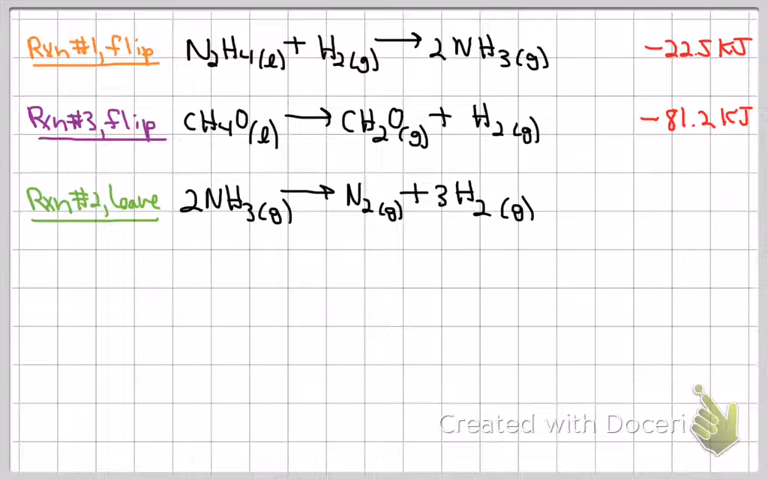 Rxn #1, flip N₂H₄(l) + H₂(g) → 2NH₃(g) -22.5 KJ
Rxn #3, flip CH₄O(l) → CH₂O(g) + H₂(g) -81.2 KJ
Rxn #2, leave 2NH₃(g) → N₂(g) + 3H₂(g)
Created with Doceri